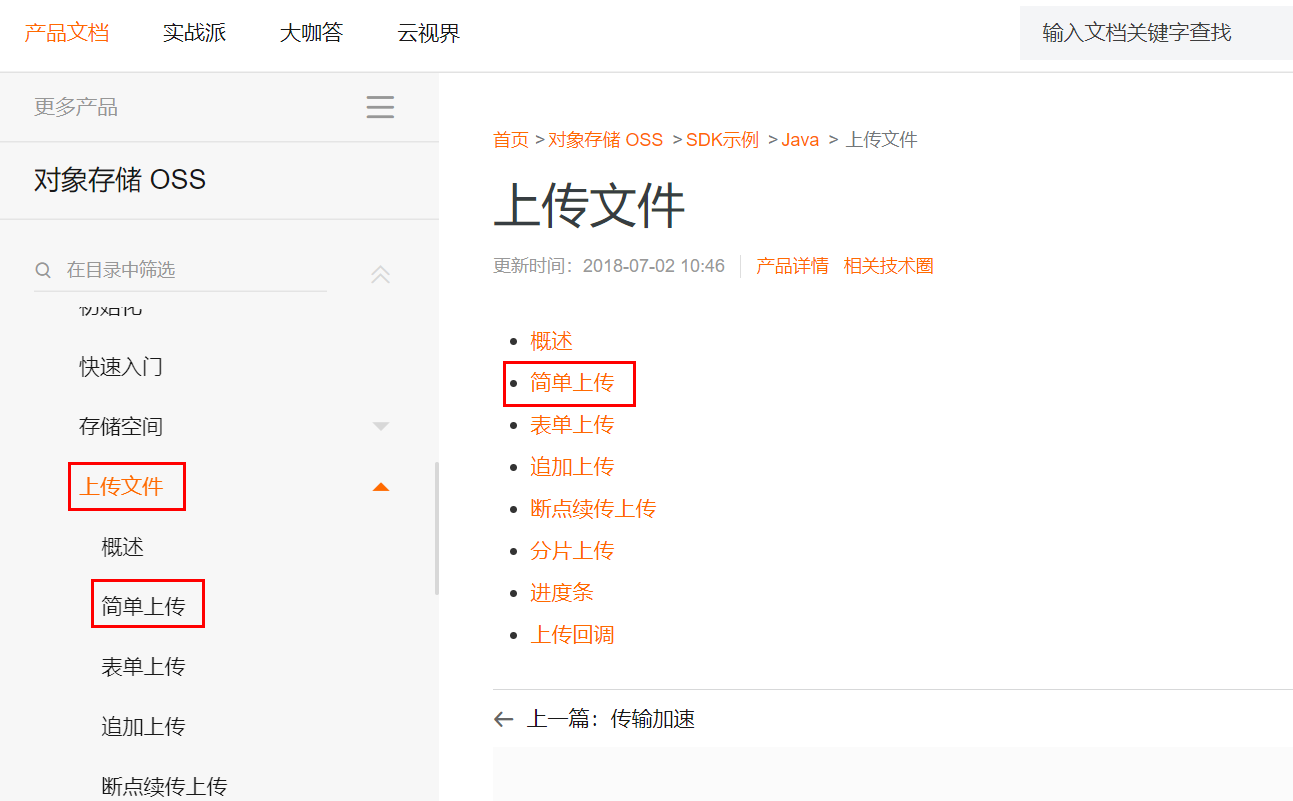 产品文档 实战派 大咖答 云视界 输入文档关键字查找
更多产品
对象存储 OSS
在目录中筛选
初始化
快速入门
存储空间
上传文件
概述
简单上传
表单上传
追加上传
断点续传上传
首页 > 对象存储 OSS > SDK示例 > Java > 上传文件
上传文件
更新时间：2018-07-02 10:46 产品详情 相关技术圈
概述
简单上传
表单上传
追加上传
断点续传上传
分片上传
进度条
上传回调
上一篇：传输加速